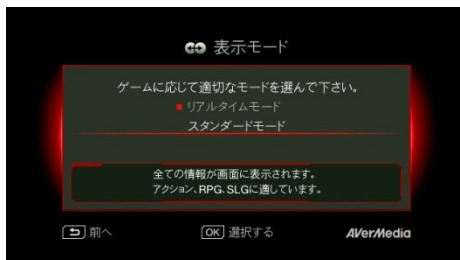 表示モード
ゲームに応じて適切なモードを選んで下さい。
リアルタイムモード
スタンダードモード
全ての情報が画面に表示されます。
アクション、RPG、SLGに適しています。
前へ
OK 選択する
AVerMedia